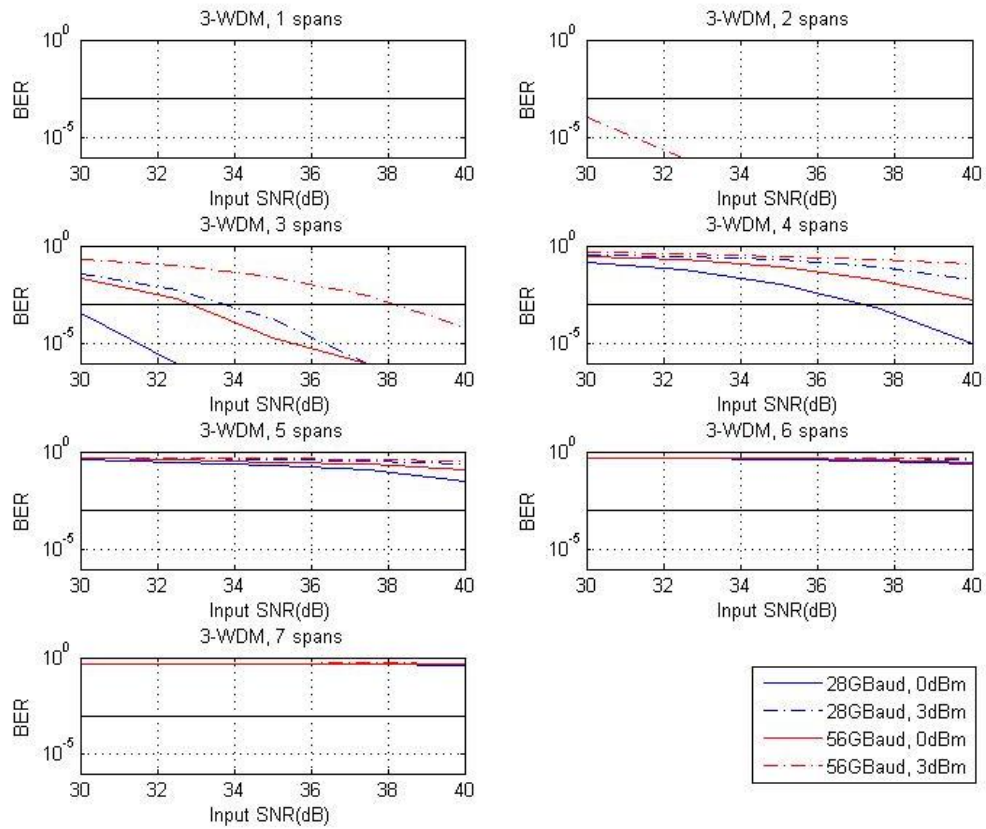 3-WDM, 1 spans
10^0
10^-5
BER
30 32 34 36 38 40
Input SNR(dB)
3-WDM, 2 spans
10^0
10^-5
BER
30 32 34 36 38 40
Input SNR(dB)
3-WDM, 3 spans
10^0
10^-5
BER
30 32 34 36 38 40
Input SNR(dB)
3-WDM, 4 spans
10^0
10^-5
BER
30 32 34 36 38 40
Input SNR(dB)
3-WDM, 5 spans
10^0
10^-5
BER
30 32 34 36 38 40
Input SNR(dB)
3-WDM, 6 spans
10^0
10^-5
BER
30 32 34 36 38 40
Input SNR(dB)
3-WDM, 7 spans
10^0
10^-5
BER
30 32 34 36 38 40
Input SNR(dB)
28GBaud, 0dBm
28GBaud, 3dBm
56GBaud, 0dBm
56GBaud, 3dBm